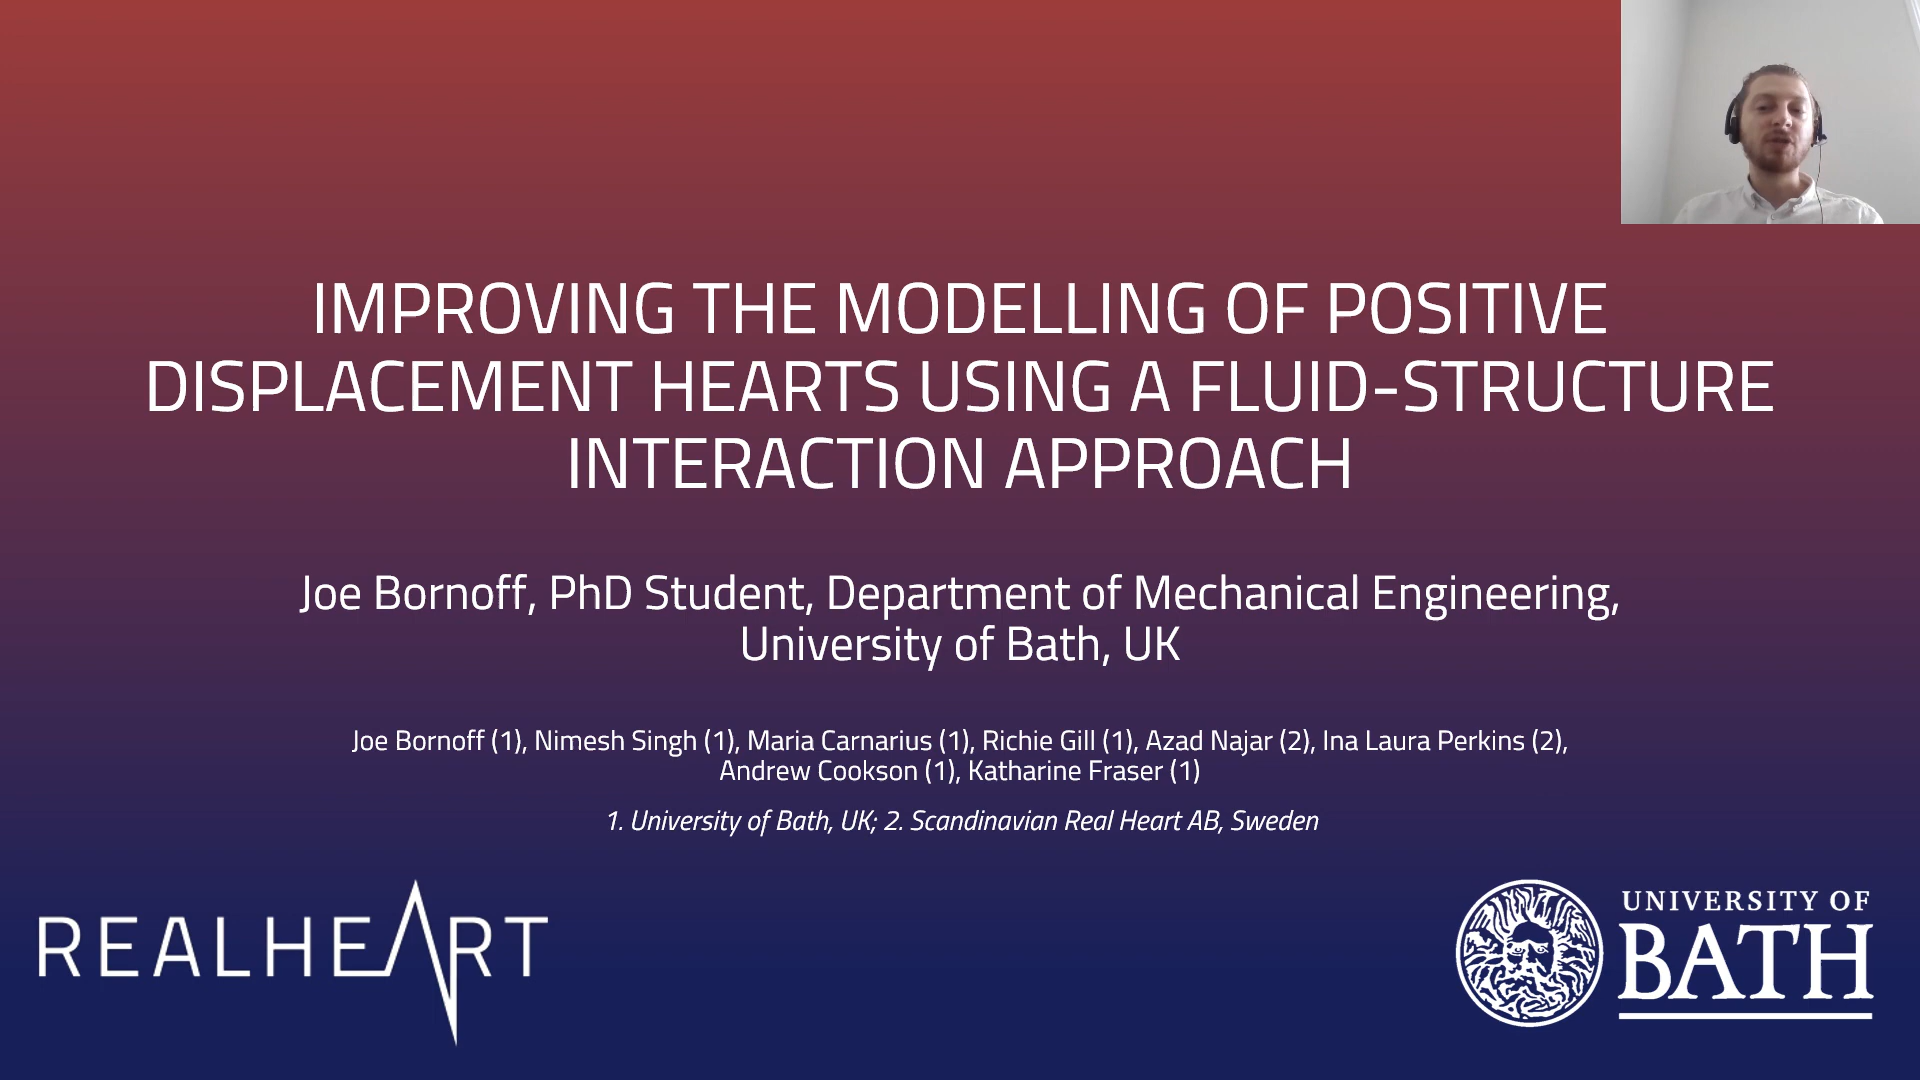 IMPROVING THE MODELLING OF POSITIVE
DISPLACEMENT HEARTS USING A FLUID-STRUCTURE
INTERACTION APPROACH
Joe Bornoff, PhD Student, Department of Mechanical Engineering,
University of Bath, UK
Joe Bornoff (1), Nimesh Singh (1), Maria Carnarius (1), Richie Gill (1), Azad Najar (2), Ina Laura Perkins (2),
Andrew Cookson (1), Katharine Fraser (1)
1. University of Bath, UK; 2. Scandinavian Real Heart AB, Sweden
REALHEART
UNIVERSITY OF
BATH